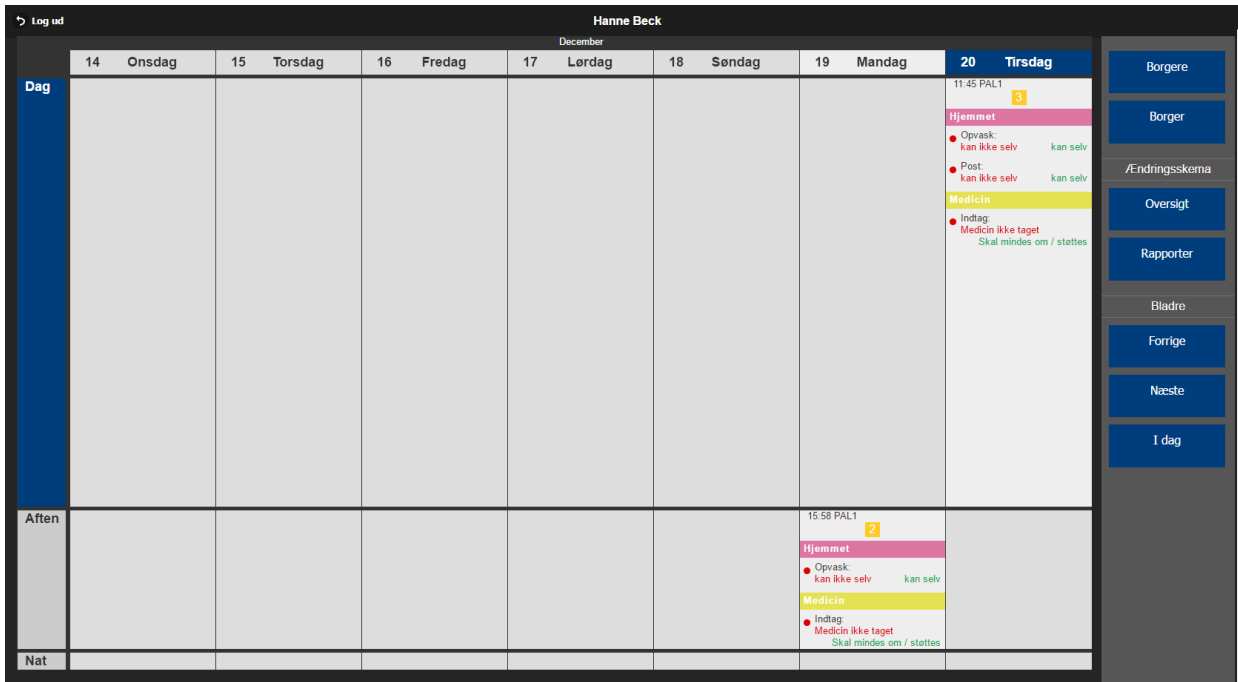 Log ud
Hanne Beck
December
14 Onsdag 15 Torsdag 16 Fredag 17 Lørdag 18 Søndag 19 Mandag 20 Tirsdag
Dag
11:45 PAL1
3
Hjemmet
Opvask:
kan ikke selv kan selv
Post:
kan ikke selv kan selv
Medicin
Indtag:
Medicin ikke taget
Skal mindes om / støttes
Aften
15:58 PAL1
2
Hjemmet
Opvask:
kan ikke selv kan selv
Medicin
Indtag:
Medicin ikke taget
Skal mindes om / støttes
Nat
Borgere
Borger
Ændringsskema
Oversigt
Rapporter
Bladre
Forrige
Næste
I dag